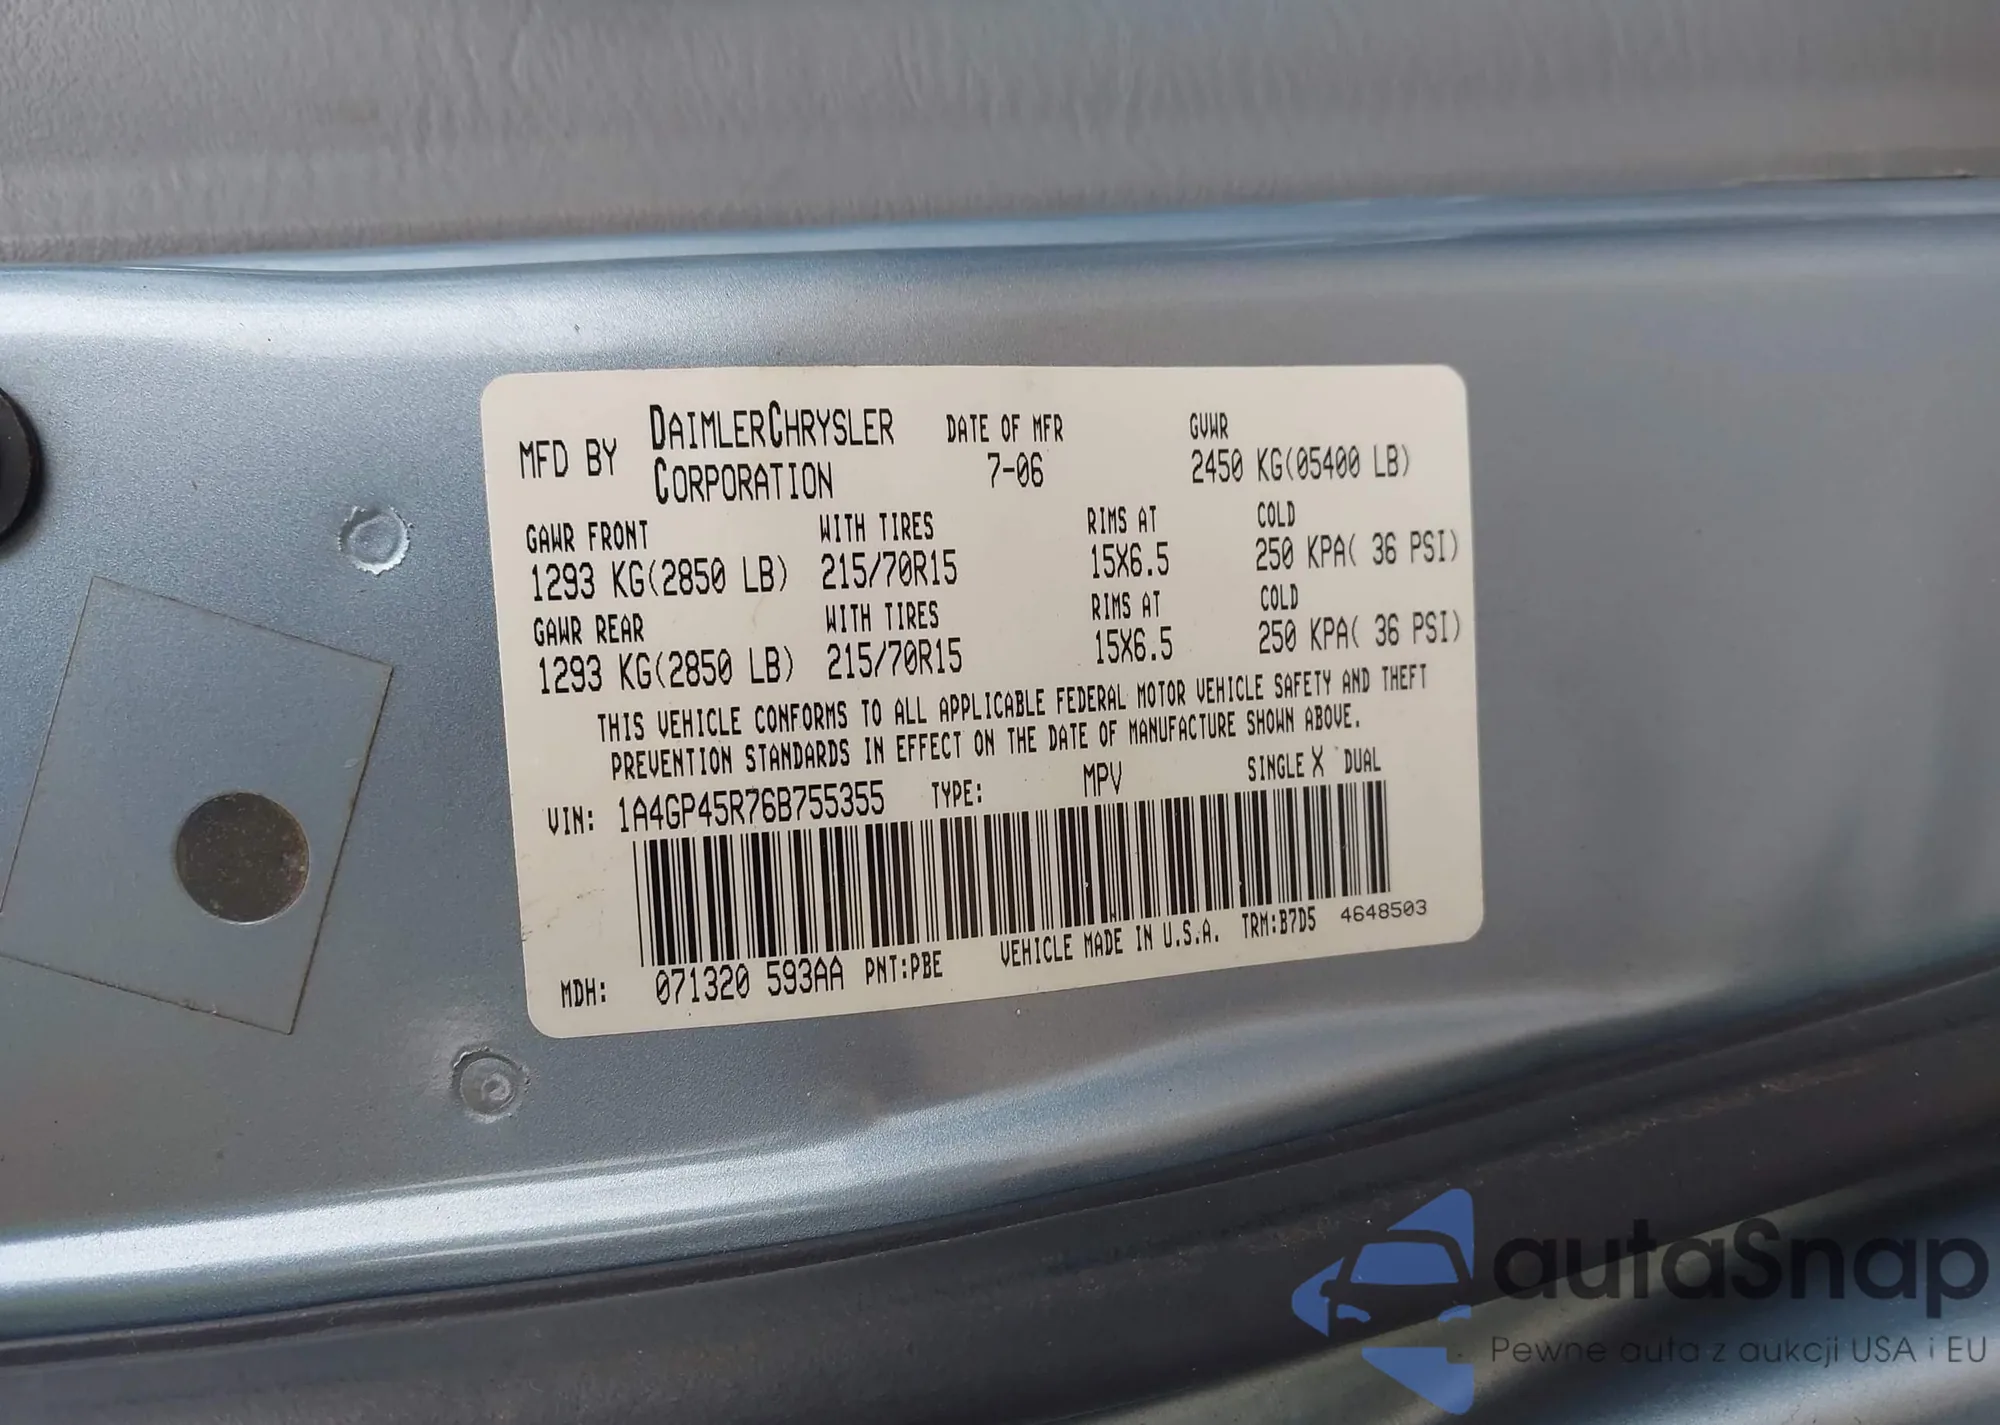 MFD BY DAIMLERCHRYSLER CORPORATION DATE OF MFR 7-06 GVWR 2450 KG(05400 LB)
GAWR FRONT WITH TIRES RIMS AT COLD
1293 KG(2850 LB) 215/70R15 15X6.5 250 KPA( 36 PSI)
GAWR REAR WITH TIRES RIMS AT COLD
1293 KG(2850 LB) 215/70R15 15X6.5 250 KPA( 36 PSI)
THIS VEHICLE CONFORMS TO ALL APPLICABLE FEDERAL MOTOR VEHICLE SAFETY AND THEFT
PREVENTION STANDARDS IN EFFECT ON THE DATE OF MANUFACTURE SHOWN ABOVE.
VIN: 1A4GP45R76B755355 TYPE: MPV SINGLE X DUAL
MDH: 071320 593AA PNT:PBE VEHICLE MADE IN U.S.A. TRM:B7D5 4648503
autaSnap
Pewne auta z aukcji USA i EU